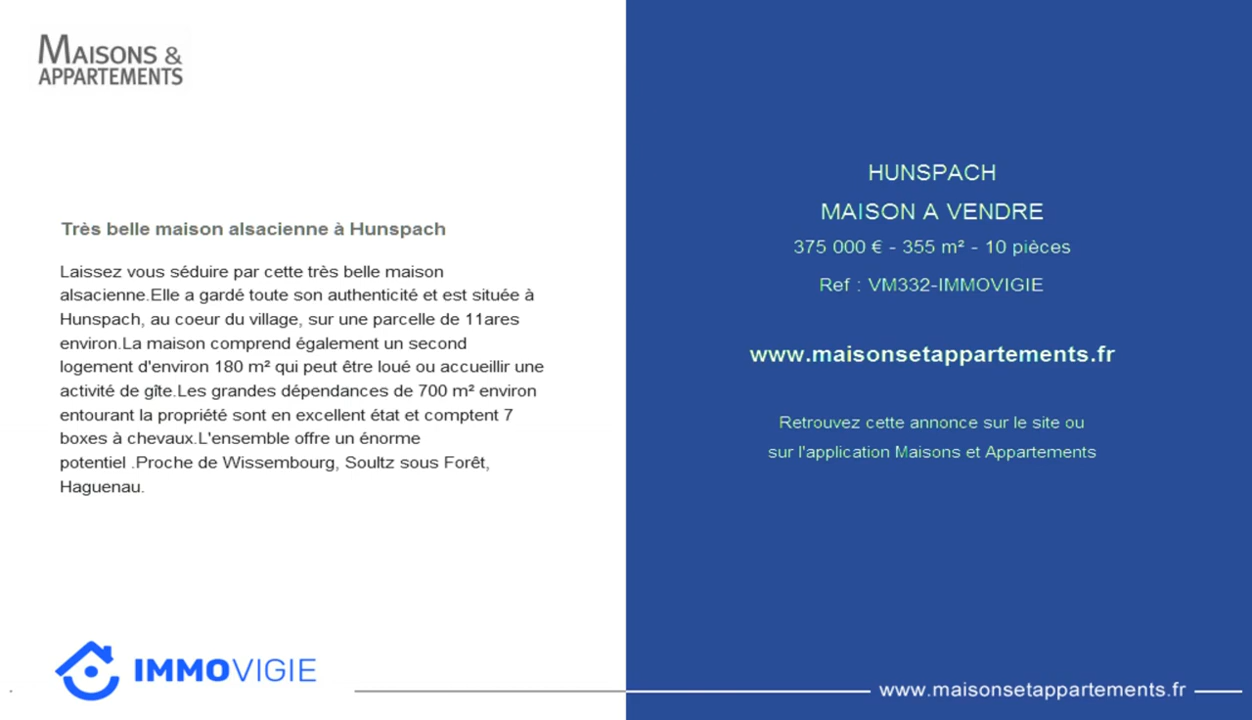 MAISONS &
APPARTEMENTS
Très belle maison alsacienne à Hunspach
Laissez vous séduire par cette très belle maison
alsacienne.Elle a gardé toute son authenticité et est située à
Hunspach, au coeur du village, sur une parcelle de 11ares
environ.La maison comprend également un second
logement d'environ 180 m² qui peut être loué ou accueillir une
activité de gîte.Les grandes dépendances de 700 m² environ
entourant la propriété sont en excellent état et comptent 7
boxes à chevaux.L'ensemble offre un énorme
potentiel .Proche de Wissembourg, Soultz sous Forêt,
Haguenau.
IMMOVIGIE
HUNSPACH
MAISON A VENDRE
375 000 € - 355 m² - 10 pièces
Ref : VM332-IMMOVIGIE
www.maisonsetappartements.fr
Retrouvez cette annonce sur le site ou
sur l'application Maisons et Appartements
www.maisonsetappartements.fr